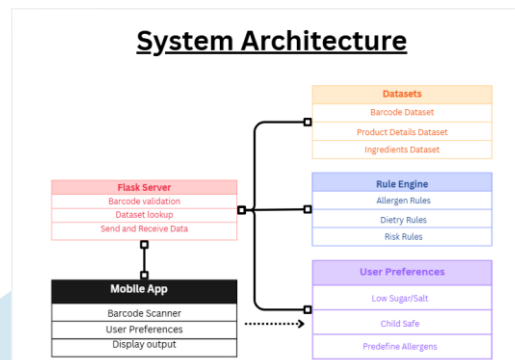 System Architecture
Datasets
Barcode Dataset
Product Details Dataset
Ingredients Dataset
Flask Server
Barcode validation
Dataset lookup
Send and Receive Data
Rule Engine
Allergen Rules
Dietry Rules
Risk Rules
Mobile App
Barcode Scanner
User Preferences
Display output
User Preferences
Low Sugar/Salt
Child Safe
Predefine Allergens